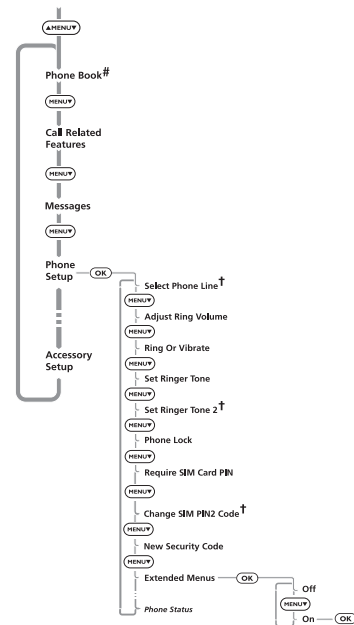 ▲MENU▼
Phone Book#
MENU▼
Call Related
Features
MENU▼
Messages
MENU▼
Phone
Setup
OK
Accessory
Setup
Select Phone Line†
MENU▼
Adjust Ring Volume
MENU▼
Ring Or Vibrate
MENU▼
Set Ringer Tone
MENU▼
Set Ringer Tone 2†
MENU▼
Phone Lock
MENU▼
Require SIM Card PIN
MENU▼
Change SIM PIN2 Code†
MENU▼
New Security Code
MENU▼
Extended Menus
OK
Phone Status
Off
MENU▼
On
OK